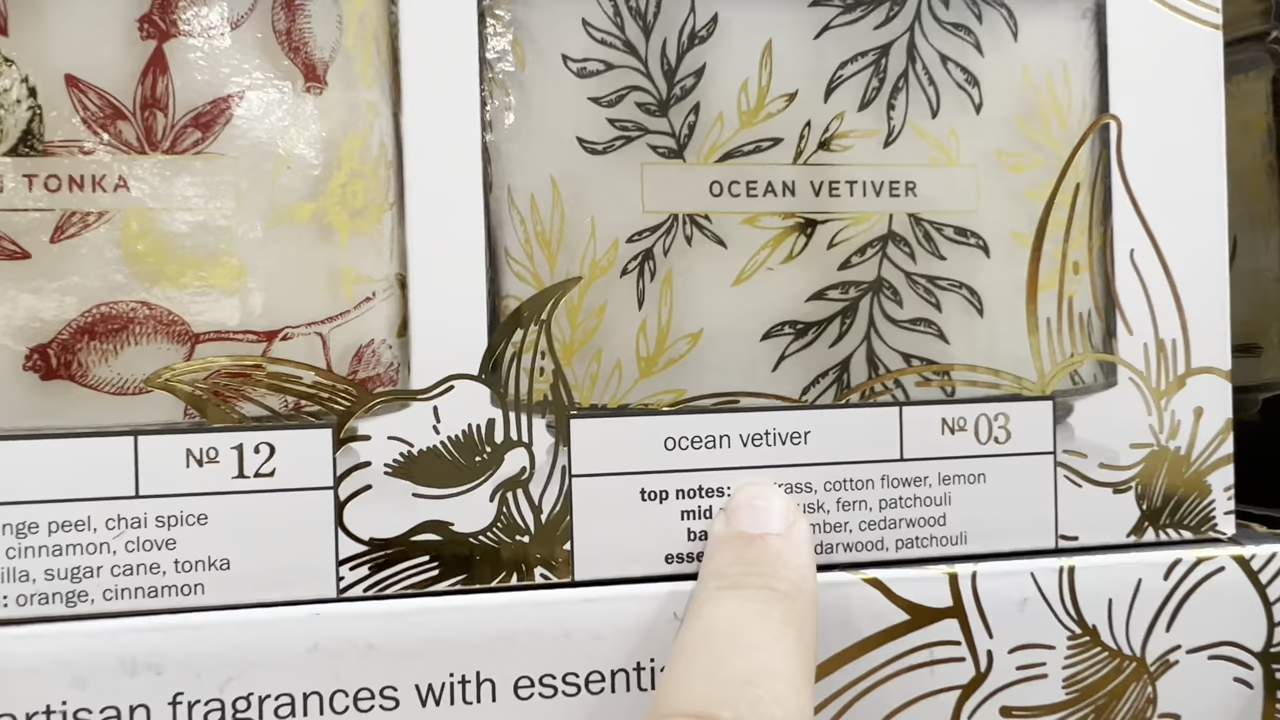 TONKA
OCEAN VETIVER
Nº 12
nge peel, chai spice
cinnamon, clove
illa, sugar cane, tonka
: orange, cinnamon
ocean vetiver
Nº 03
top notes: rass, cotton flower, lemon
mid usk, fern, patchouli
ba mber, cedarwood
esse darwood, patchouli
artisan fragrances with essenti